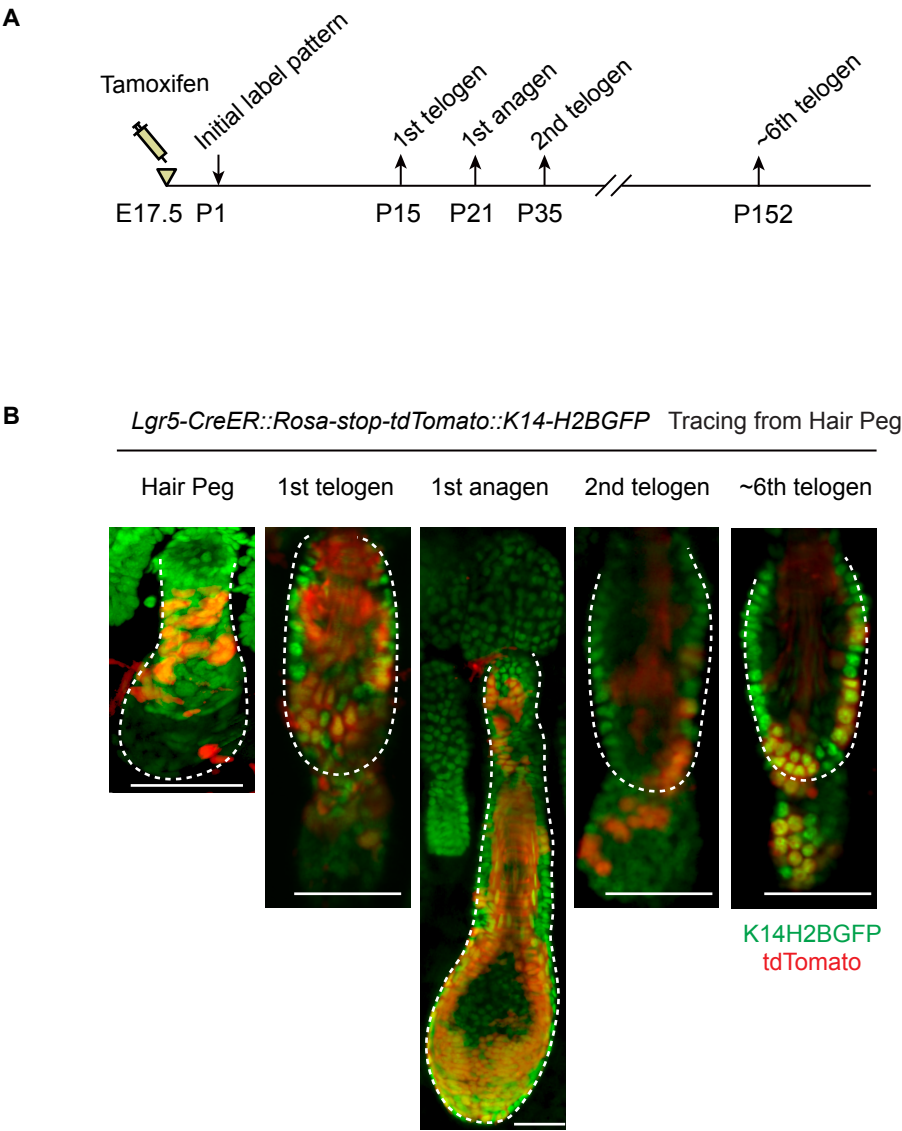 A
Tamoxifen
Initial label pattern
1st telogen
1st anagen
2nd telogen
~6th telogen
E17.5 P1 P15 P21 P35 P152
B
Lgr5-CreER::Rosa-stop-tdTomato::K14-H2BGFP Tracing from Hair Peg
Hair Peg 1st telogen 1st anagen 2nd telogen ~6th telogen
K14H2BGFP
tdTomato